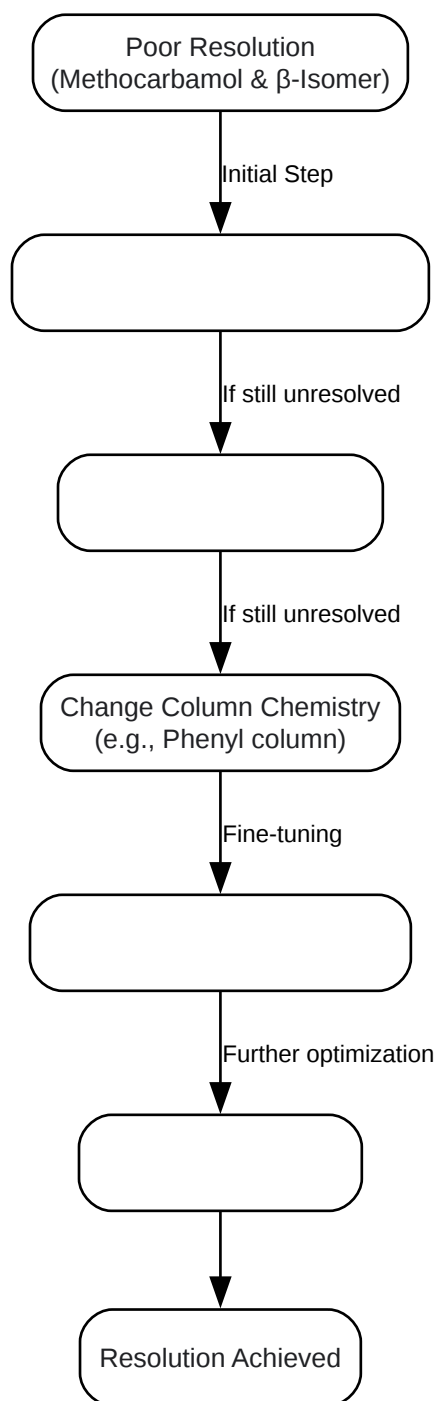 Poor Resolution
(Methocarbamol & β-Isomer)
Initial Step
If still unresolved
If still unresolved
Change Column Chemistry
(e.g., Phenyl column)
Fine-tuning
Further optimization
Resolution Achieved